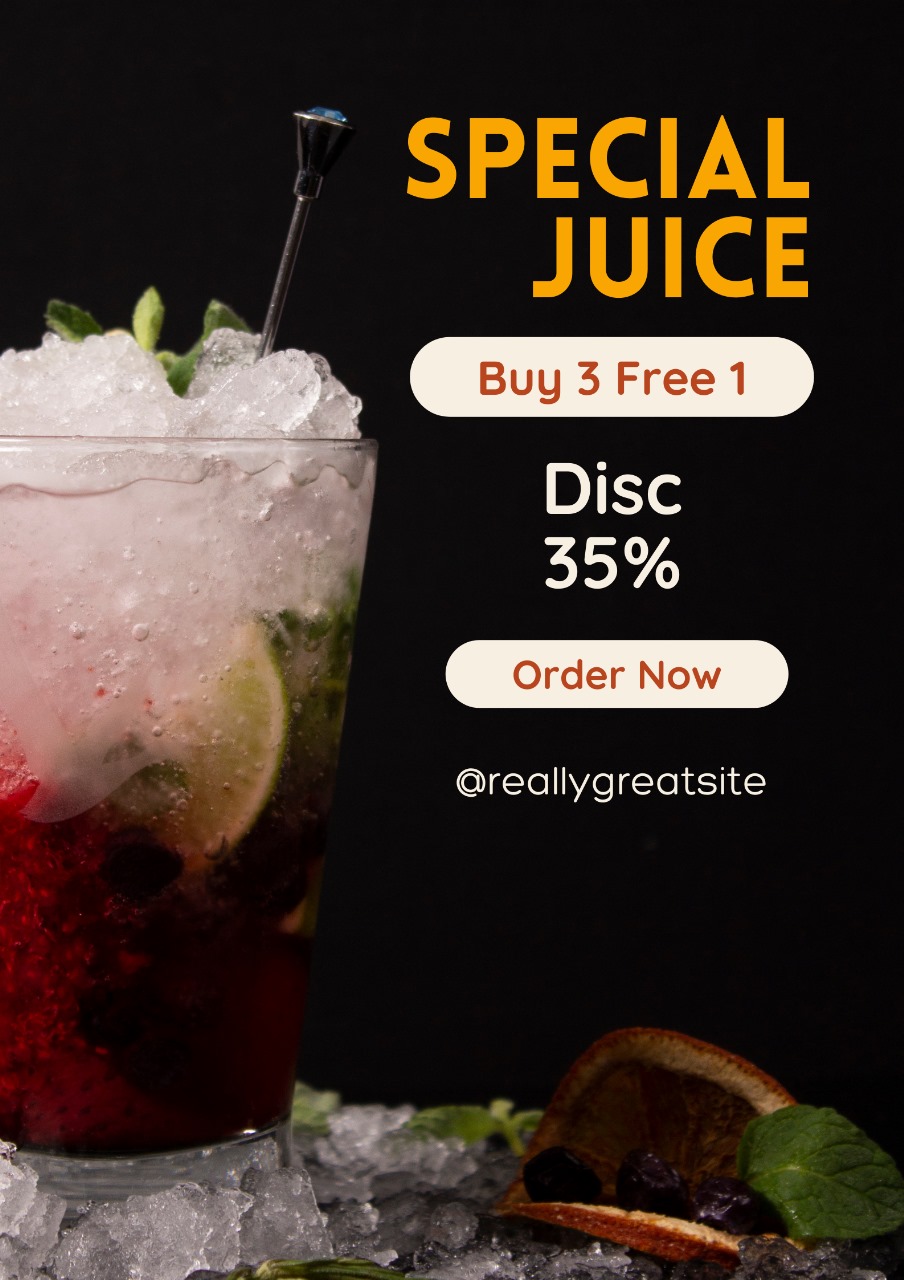 SPECIAL
JUICE
Buy 3 Free 1
Disc
35%
Order Now
@reallygreatsite